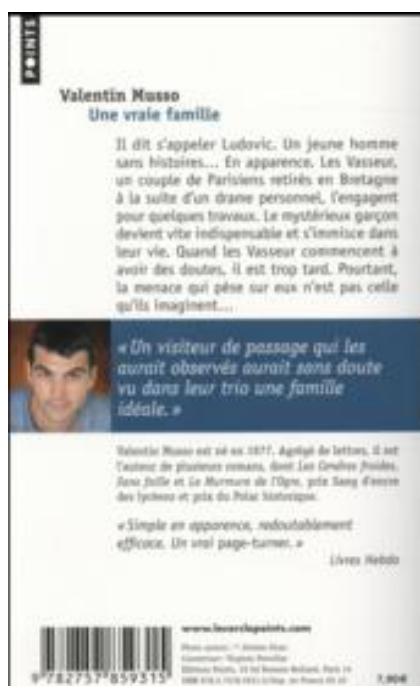 POINTS
Valentin Musso
Une vraie famille
Il dit s'appeler Ludovic. Un jeune homme
sans histoires... En apparence. Les Vasseur,
un couple de Parisiens retirés en Bretagne
à la suite d'un drame personnel, l'engagent
pour quelques travaux. Le mystérieux garçon
devient vite indispensable et s'immisce dans
leur vie. Quand les Vasseur commencent à
avoir des doutes, il est trop tard. Pourtant,
la menace qui pèse sur eux n'est pas celle
qu'ils imaginent...
« Un visiteur de passage qui les
aurait observés aurait sans doute
vu dans leur trio une famille
idéale. »
Valentin Musso est né en 1977. Agrégé de lettres, il est
l'auteur de plusieurs romans, dont Les Cendres froides,
Sans faille et Le Murmure de l'Ogre, prix Sang d'encre
des lycéens et prix du Polar historique.
« Simple en apparence, redoutablement
efficace. Un vrai page-turner. »
Livres Hebdo
www.lecerclepoints.com
9 782757 859315
7,90€